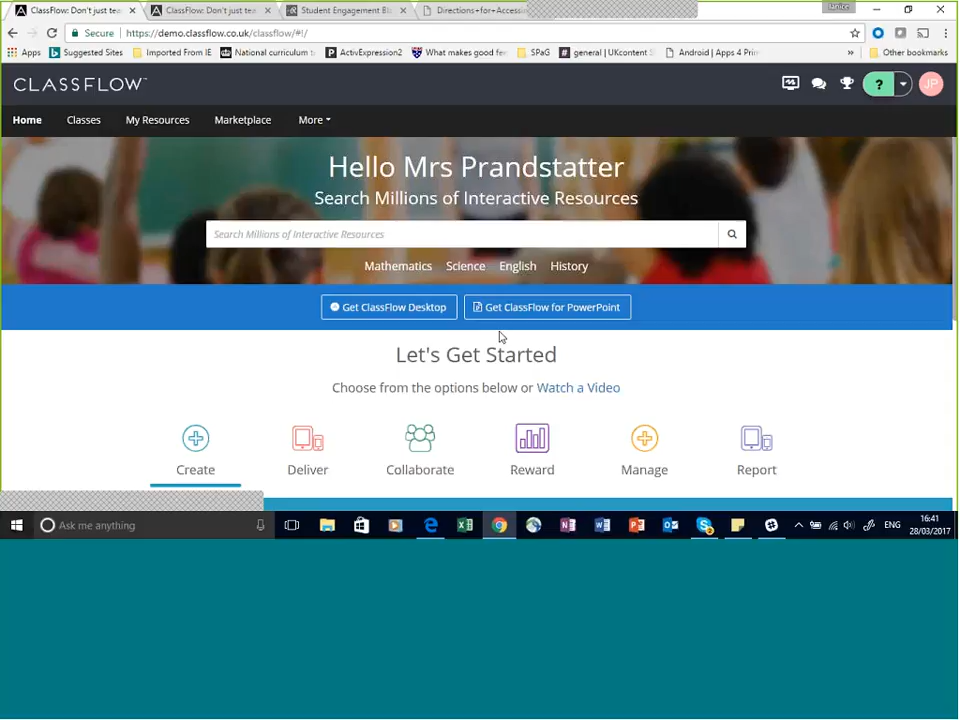 ClassFlow: Don't just tea
ClassFlow: Don't just tea
Student Engagement Bl
Directions+for+Access
Secure
https://demo.classflow.co.uk/classflow/#!/
Apps
Suggested Sites
Imported From IE
National curriculum t
ActivExpression2
What makes good fee
SPaG
general | UKcontent S
Android | Apps 4 Prim
»
Other bookmarks
CLASSFLOW
?
JP
Home
Classes
My Resources
Marketplace
More
Hello Mrs Prandstatter
Search Millions of Interactive Resources
Search Millions of Interactive Resources
Mathematics
Science
English
History
Get ClassFlow Desktop
Get ClassFlow for PowerPoint
Let's Get Started
Choose from the options below or Watch a Video
Create
Deliver
Collaborate
Reward
Manage
Report
Ask me anything
ENG
16:41
28/03/2017